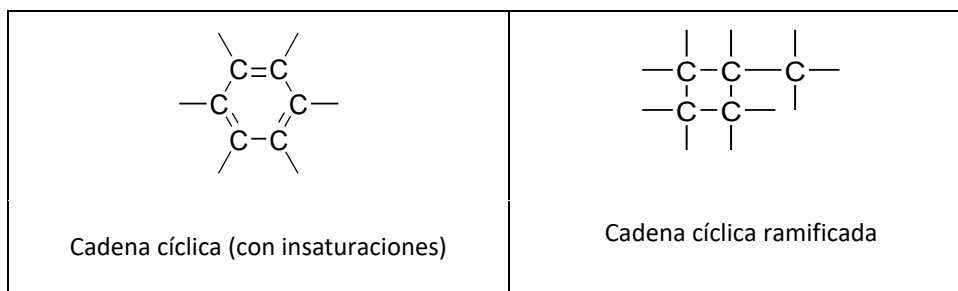 C=C
C C
C-C
C-C-C
C-C
Cadena cíclica (con insaturaciones)
Cadena cíclica ramificada